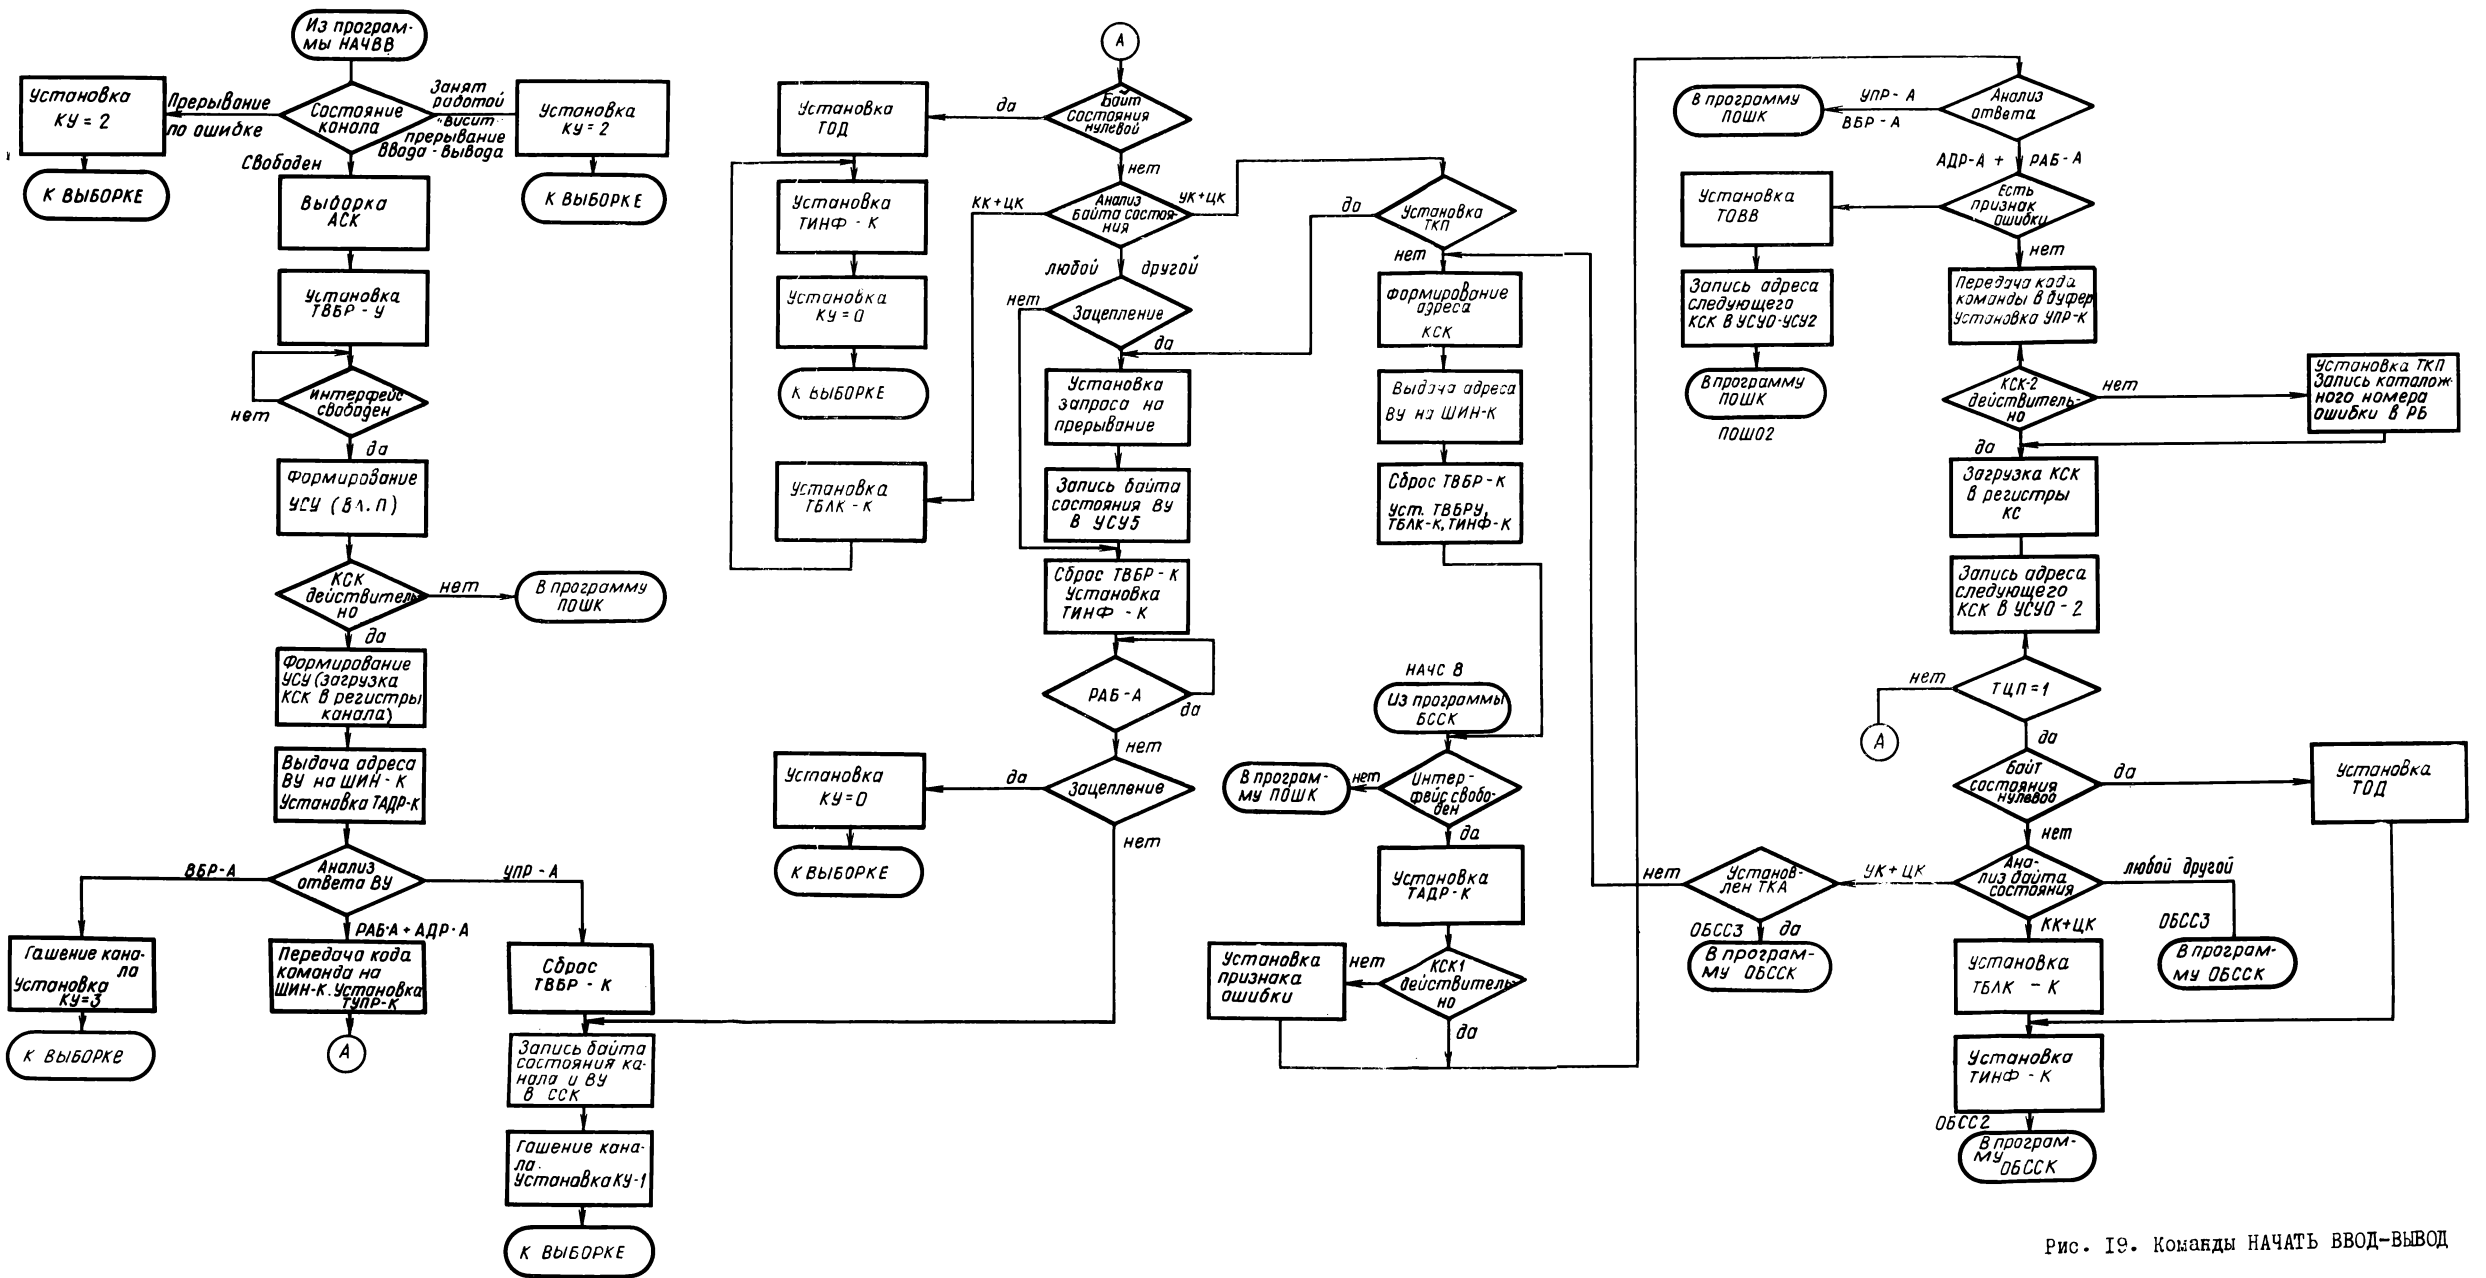 Из програм-
мы НАЧВВ
Установка
КУ = 2
Прерывание
по ошибке
Состояние
канала
Занят
работой
"висит"
прерывание
Ввода-вывода
Установка
КУ=2
Свободен
К ВЫБОРКЕ
К ВЫБОРКЕ
Выборка
АСК
Установка
ТВБР - У
Интерфейс
свободен
нет
да
Формирование
УСУ (Вл.П)
КСК
действитель
но
нет
В программу
ПОШК
да
Формирование
УСУ (загрузка
КСК в регистры
канала)
Выдача адреса
ВУ на ШИН - К
Установка ТАДР-К
ВБР-А
Анализ
ответа ВУ
УПР - А
РАБ-А + АДР-А
Гашение кана-
ла
Установка
КУ=3
Передача кода
команда на
ШИН-К. Установка
ТУПР-К
Сброс
ТВБР - К
К ВЫБОРКЕ
А
Запись байта
состояния ка-
нала и ВУ
в ССК
Гашение кана-
ла.
Установка КУ-1
К ВЫБОРКЕ
А
Установка
ТОД
да
Байт
состояния
нулевой
нет
Установка
ТИНФ - К
КК+ЦК
Анализ
байта состоя-
ния
УК+ЦК
любой другой
Установка
КУ=0
нет
Зацепление
да
К ВЫБОРКЕ
Установка
запроса на
прерывание
Установка
ТБЛК - К
Запись байта
состояния ВУ
в УСУ5
Сброс ТВБР - К
Установка
ТИНФ - К
РАБ - А
да
нет
Установка
КУ=0
да
Зацепление
нет
К ВЫБОРКЕ
да
Установка
ТКП
нет
Формирование
адреса
КСК
Выдача адреса
ВУ на ШИН-К
Сброс ТВБР-К
Уст. ТВБРУ,
ТБЛК-К, ТИНФ-К
НАЧС В
Из программы
БССК
В програм-
му ПОШК
нет
Интер-
фейс свобо-
ден
да
Установка
ТАДР-К
Установка
признака
ошибки
нет
КСК1
действитель-
но
да
В программу
ПОШК
УПР-А
ВБР-А
Анализ
ответа
АДР-А + РАБ-А
Установка
ТОВВ
Есть
признак
ошибки
нет
Запись адреса
следующего
КСК в УСУ0-УСУ2
Передача кода
команды в буфер
Установка УПР-К
В программу
ПОШК
ПОШ02
КСК-2
действитель-
но
нет
Установка ТКП
Запись каталож-
ного номера
ошибки в РБ
да
Загрузка КСК
в регистры
КС
Запись адреса
следующего
КСК в УСУ0 - 2
нет
ТЦП=1
А
да
Байт
состояния
нулевой
да
Установка
ТОД
нет
нет
Установ-
лен ТКА
УК+ЦК
Ана-
лиз байта
состояния
любой другой
ОБСС3
да
КК+ЦК
ОБСС3
В програм-
му ОБССК
Установка
ТБЛК - К
В програм-
му ОБССК
Установка
ТИНФ - К
ОБСС2
В програм-
му
ОБССК
Рис. I9. Команды НАЧАТЬ ВВОД-ВЫВОД